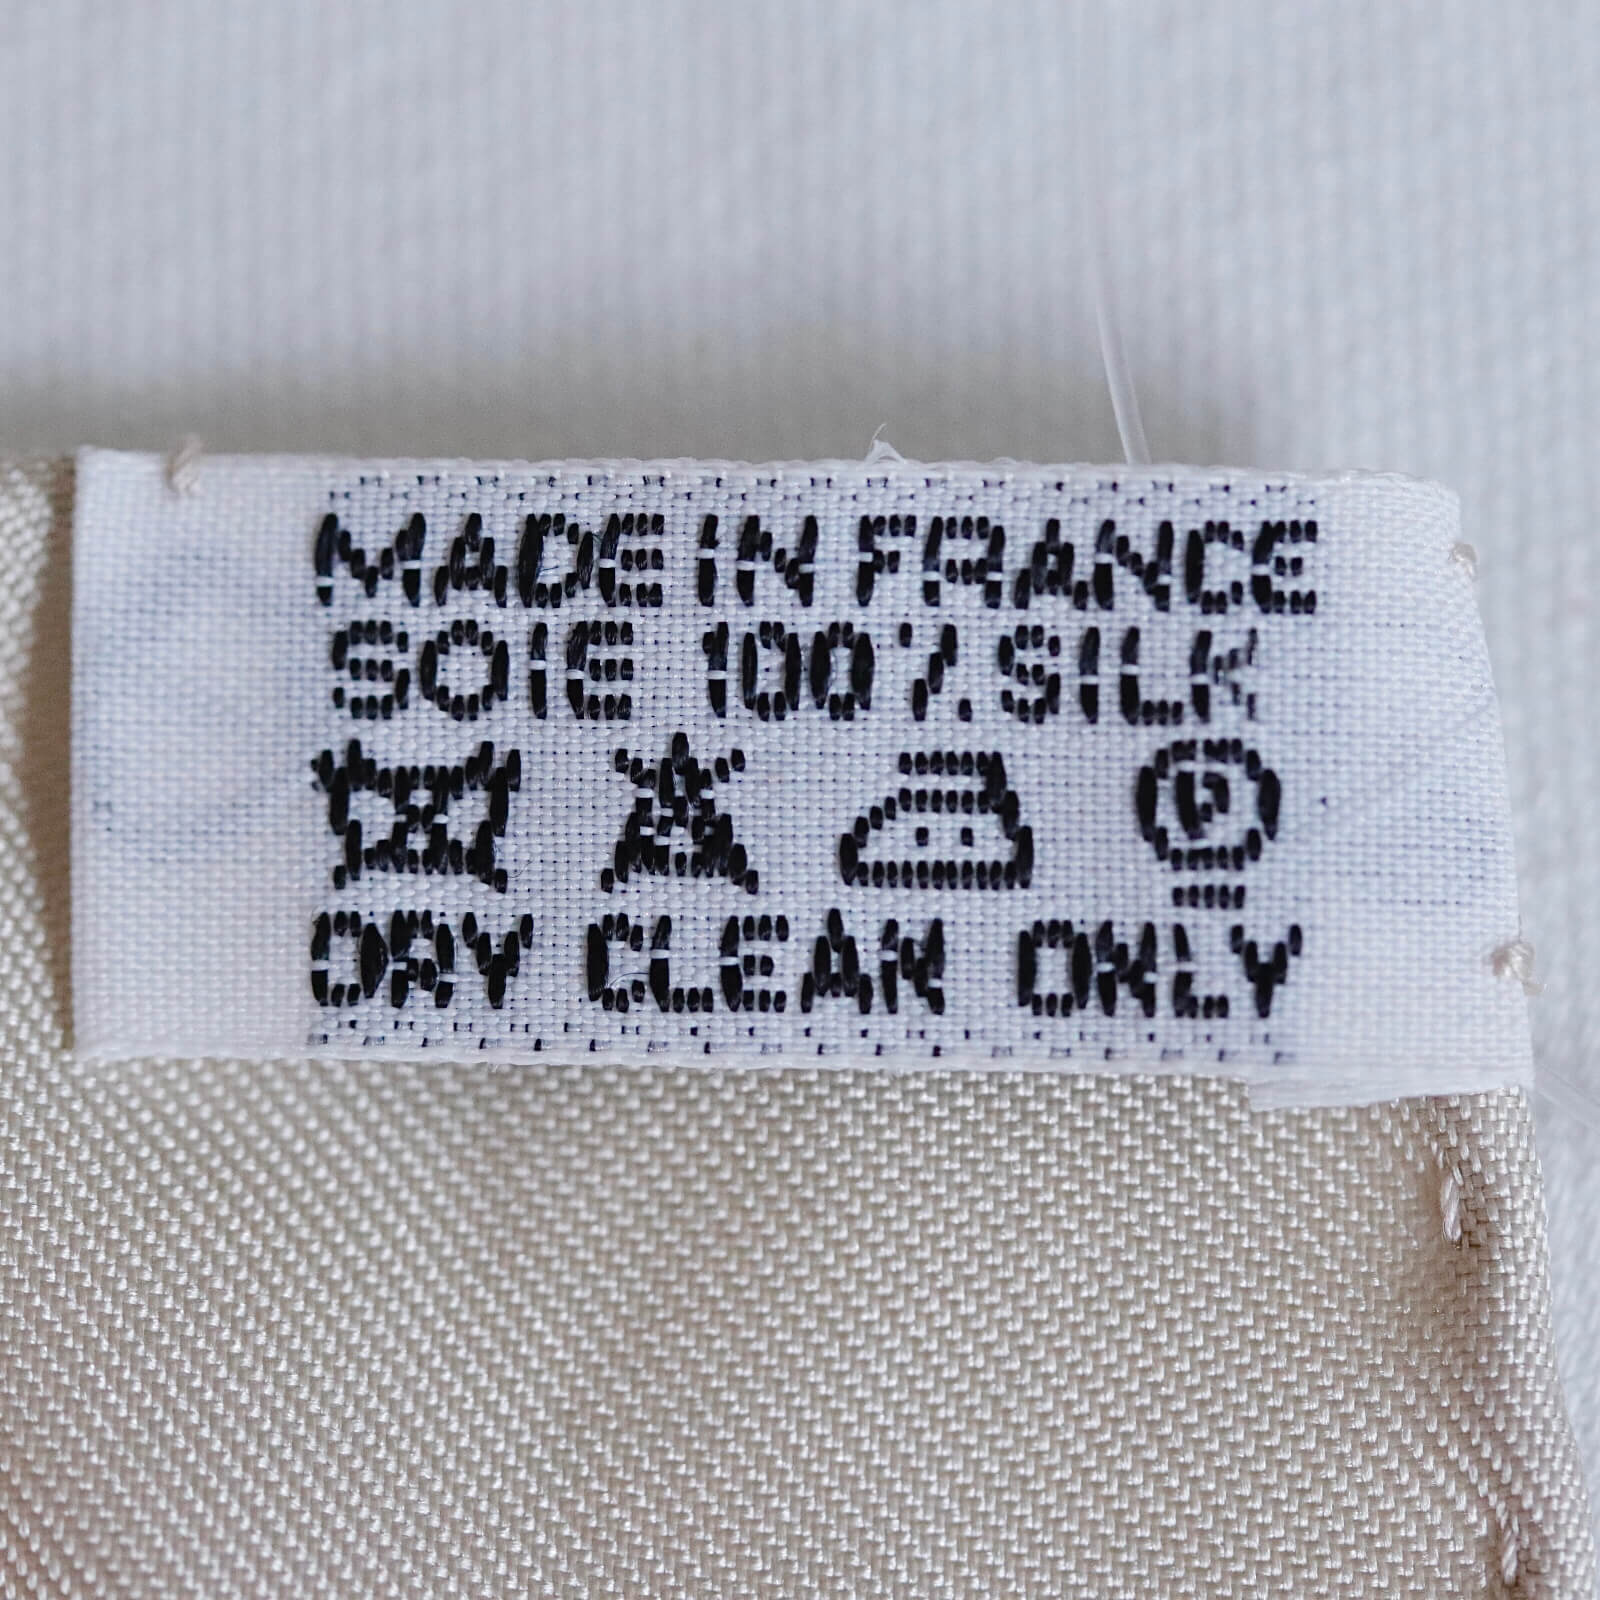 MADE IN FRANCE
SOIE 100% SILK
P
DRY CLEAN ONLY